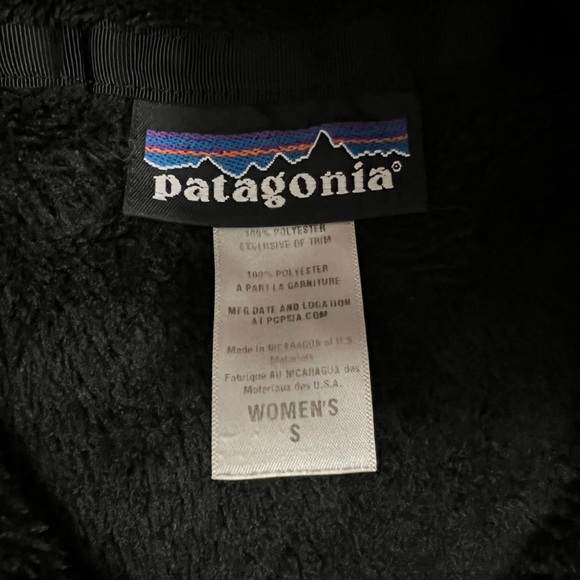 patagonia®
100% POLYESTER
EXCLUSIVE OF TRIM
100% POLYESTER
A PART LA GARNITURE
MFG DATE AND LOCATION
AT PCPSIA.COM
Made in NICARAGUA of U.S.
Materials
Fabrique AU NICARAGUA des
Materiaux des U.S.A.
WOMEN'S
S